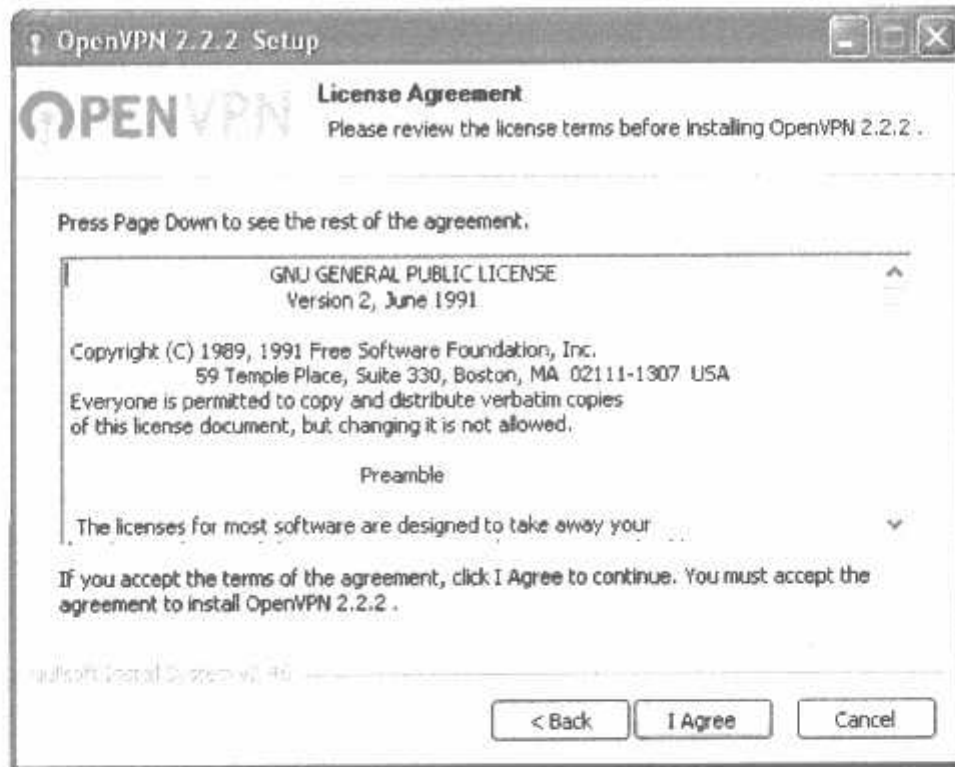 OpenVPN 2.2.2 Setup
OPENVPN
License Agreement
Please review the license terms before installing OpenVPN 2.2.2 .
Press Page Down to see the rest of the agreement.
GNU GENERAL PUBLIC LICENSE
Version 2, June 1991
Copyright (C) 1989, 1991 Free Software Foundation, Inc.
59 Temple Place, Suite 330, Boston, MA 02111-1307 USA
Everyone is permitted to copy and distribute verbatim copies
of this license document, but changing it is not allowed.
Preamble
The licenses for most software are designed to take away your
If you accept the terms of the agreement, click I Agree to continue. You must accept the
agreement to install OpenVPN 2.2.2 .
< Back
I Agree
Cancel